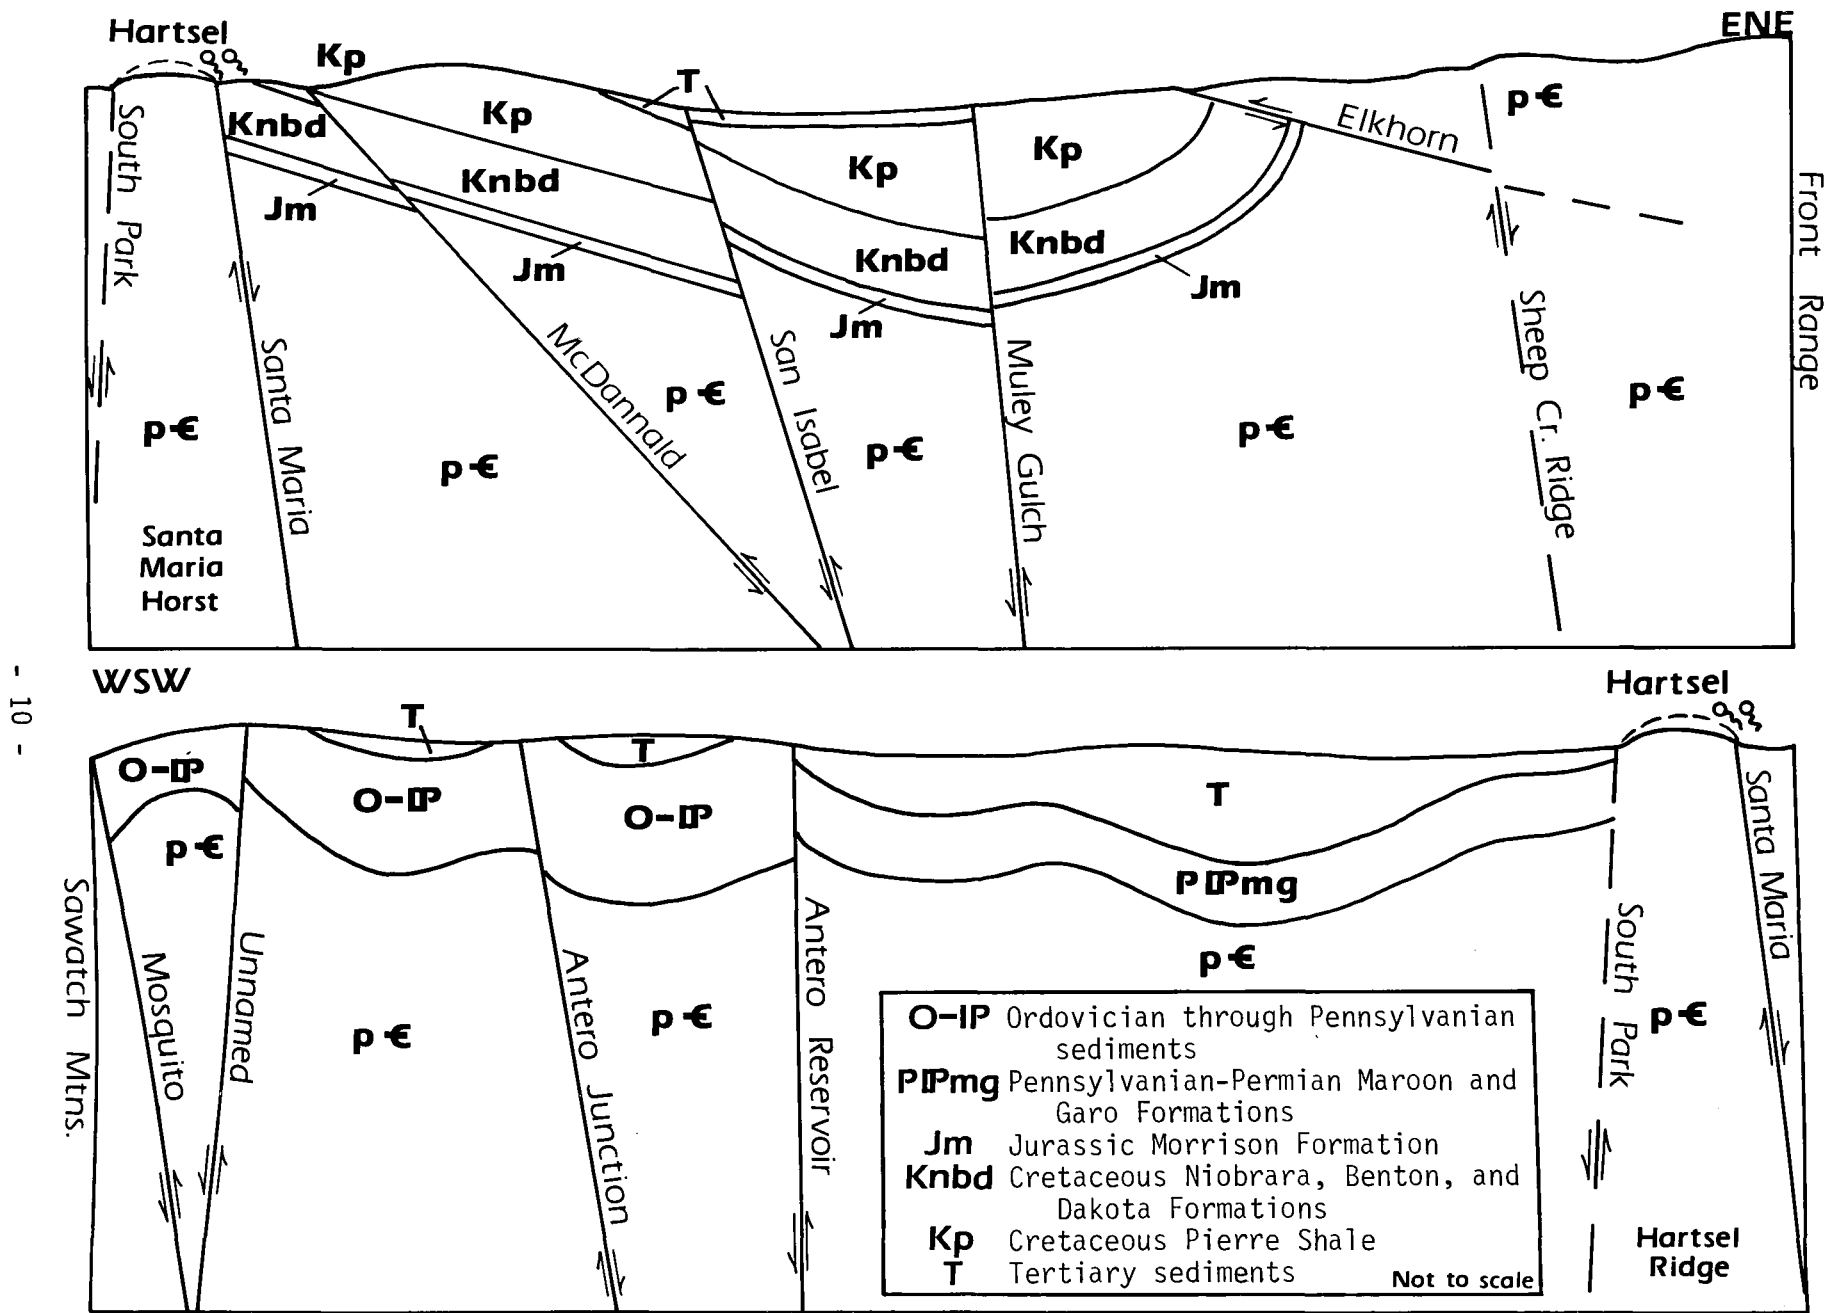 Hartsel
ENE
Kp
T
South Park
Knbd
Kp
Kp
Kp
Elkhorn
p-Є
Jm
Knbd
Jm
Knbd
Jm
Knbd
Jm
Front Range
Santa Maria
McDannald
San Isabel
Muley Gulch
Sheep Cr. Ridge
p-Є
p-Є
p-Є
p-Є
p-Є
p-Є
Santa
Maria
Horst
- 10 -
WSW
Hartsel
T
T
O-IP
O-IP
O-IP
T
p-Є
PIPmg
p-Є
Sawatch Mtns.
Mosquito
Unnamed
Antero Junction
Antero Reservoir
South Park
Santa Maria
p-Є
p-Є
p-Є
O-IP Ordovician through Pennsylvanian
sediments
PIPmg Pennsylvanian-Permian Maroon and
Garo Formations
Jm Jurassic Morrison Formation
Knbd Cretaceous Niobrara, Benton, and
Dakota Formations
Kp Cretaceous Pierre Shale
T Tertiary sediments
Not to scale
Hartsel
Ridge